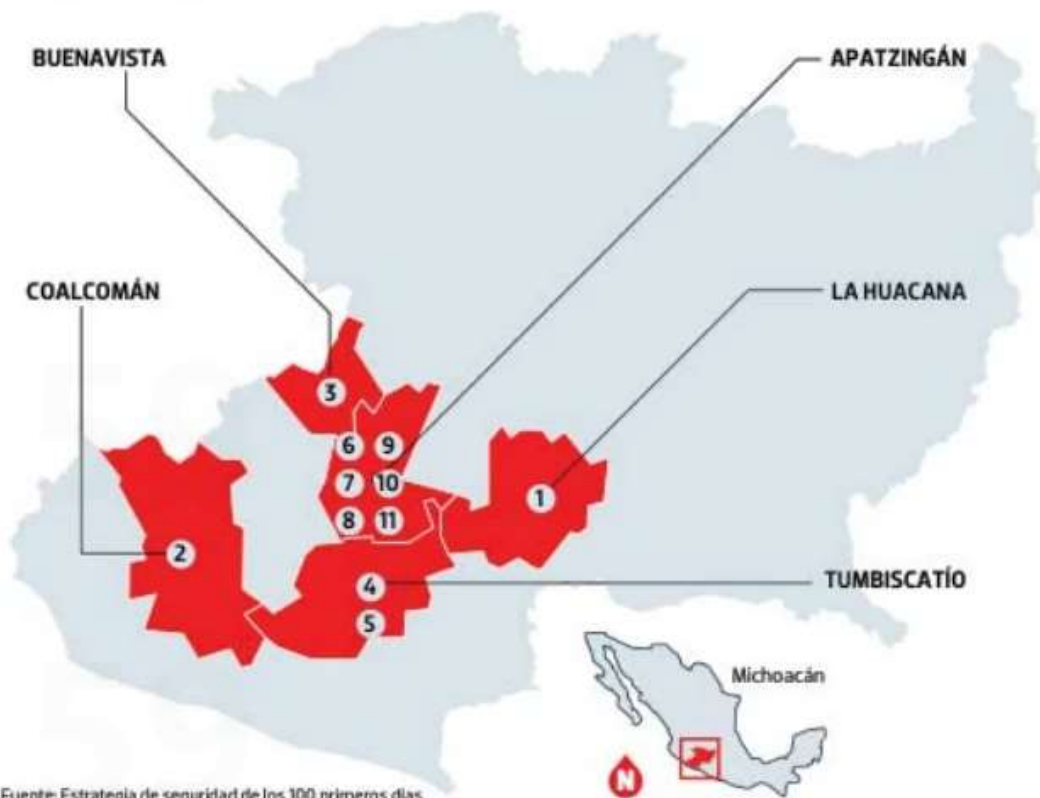 BUENAVISTA
APATZINGÁN
COALCOMÁN
LA HUACANA
3
6 9
7 10
1
8 11
2
4
TUMBISCATÍO
5
Michoacán
N
Fuente: Estrategia de seguridad de los 100 primeros días